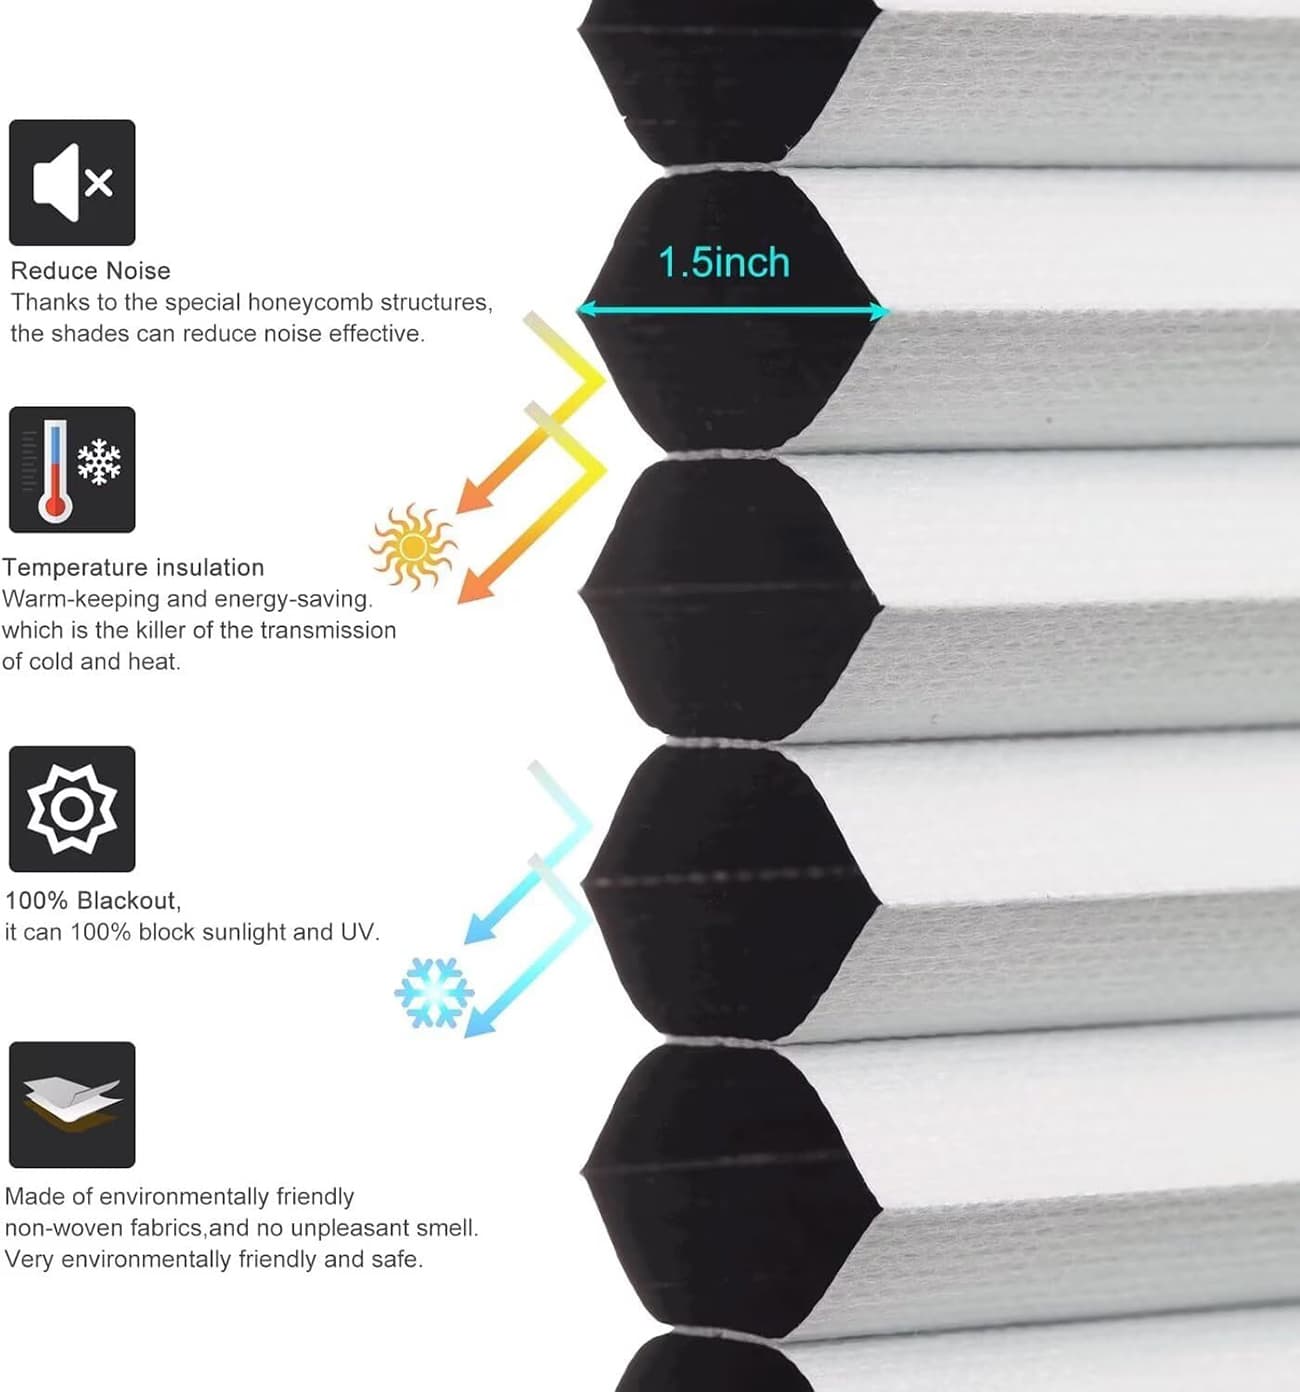 1.5inch
Reduce Noise
Thanks to the special honeycomb structures,
the shades can reduce noise effective.
Temperature insulation
Warm-keeping and energy-saving.
which is the killer of the transmission
of cold and heat.
100% Blackout,
it can 100% block sunlight and UV.
Made of environmentally friendly
non-woven fabrics,and no unpleasant smell.
Very environmentally friendly and safe.